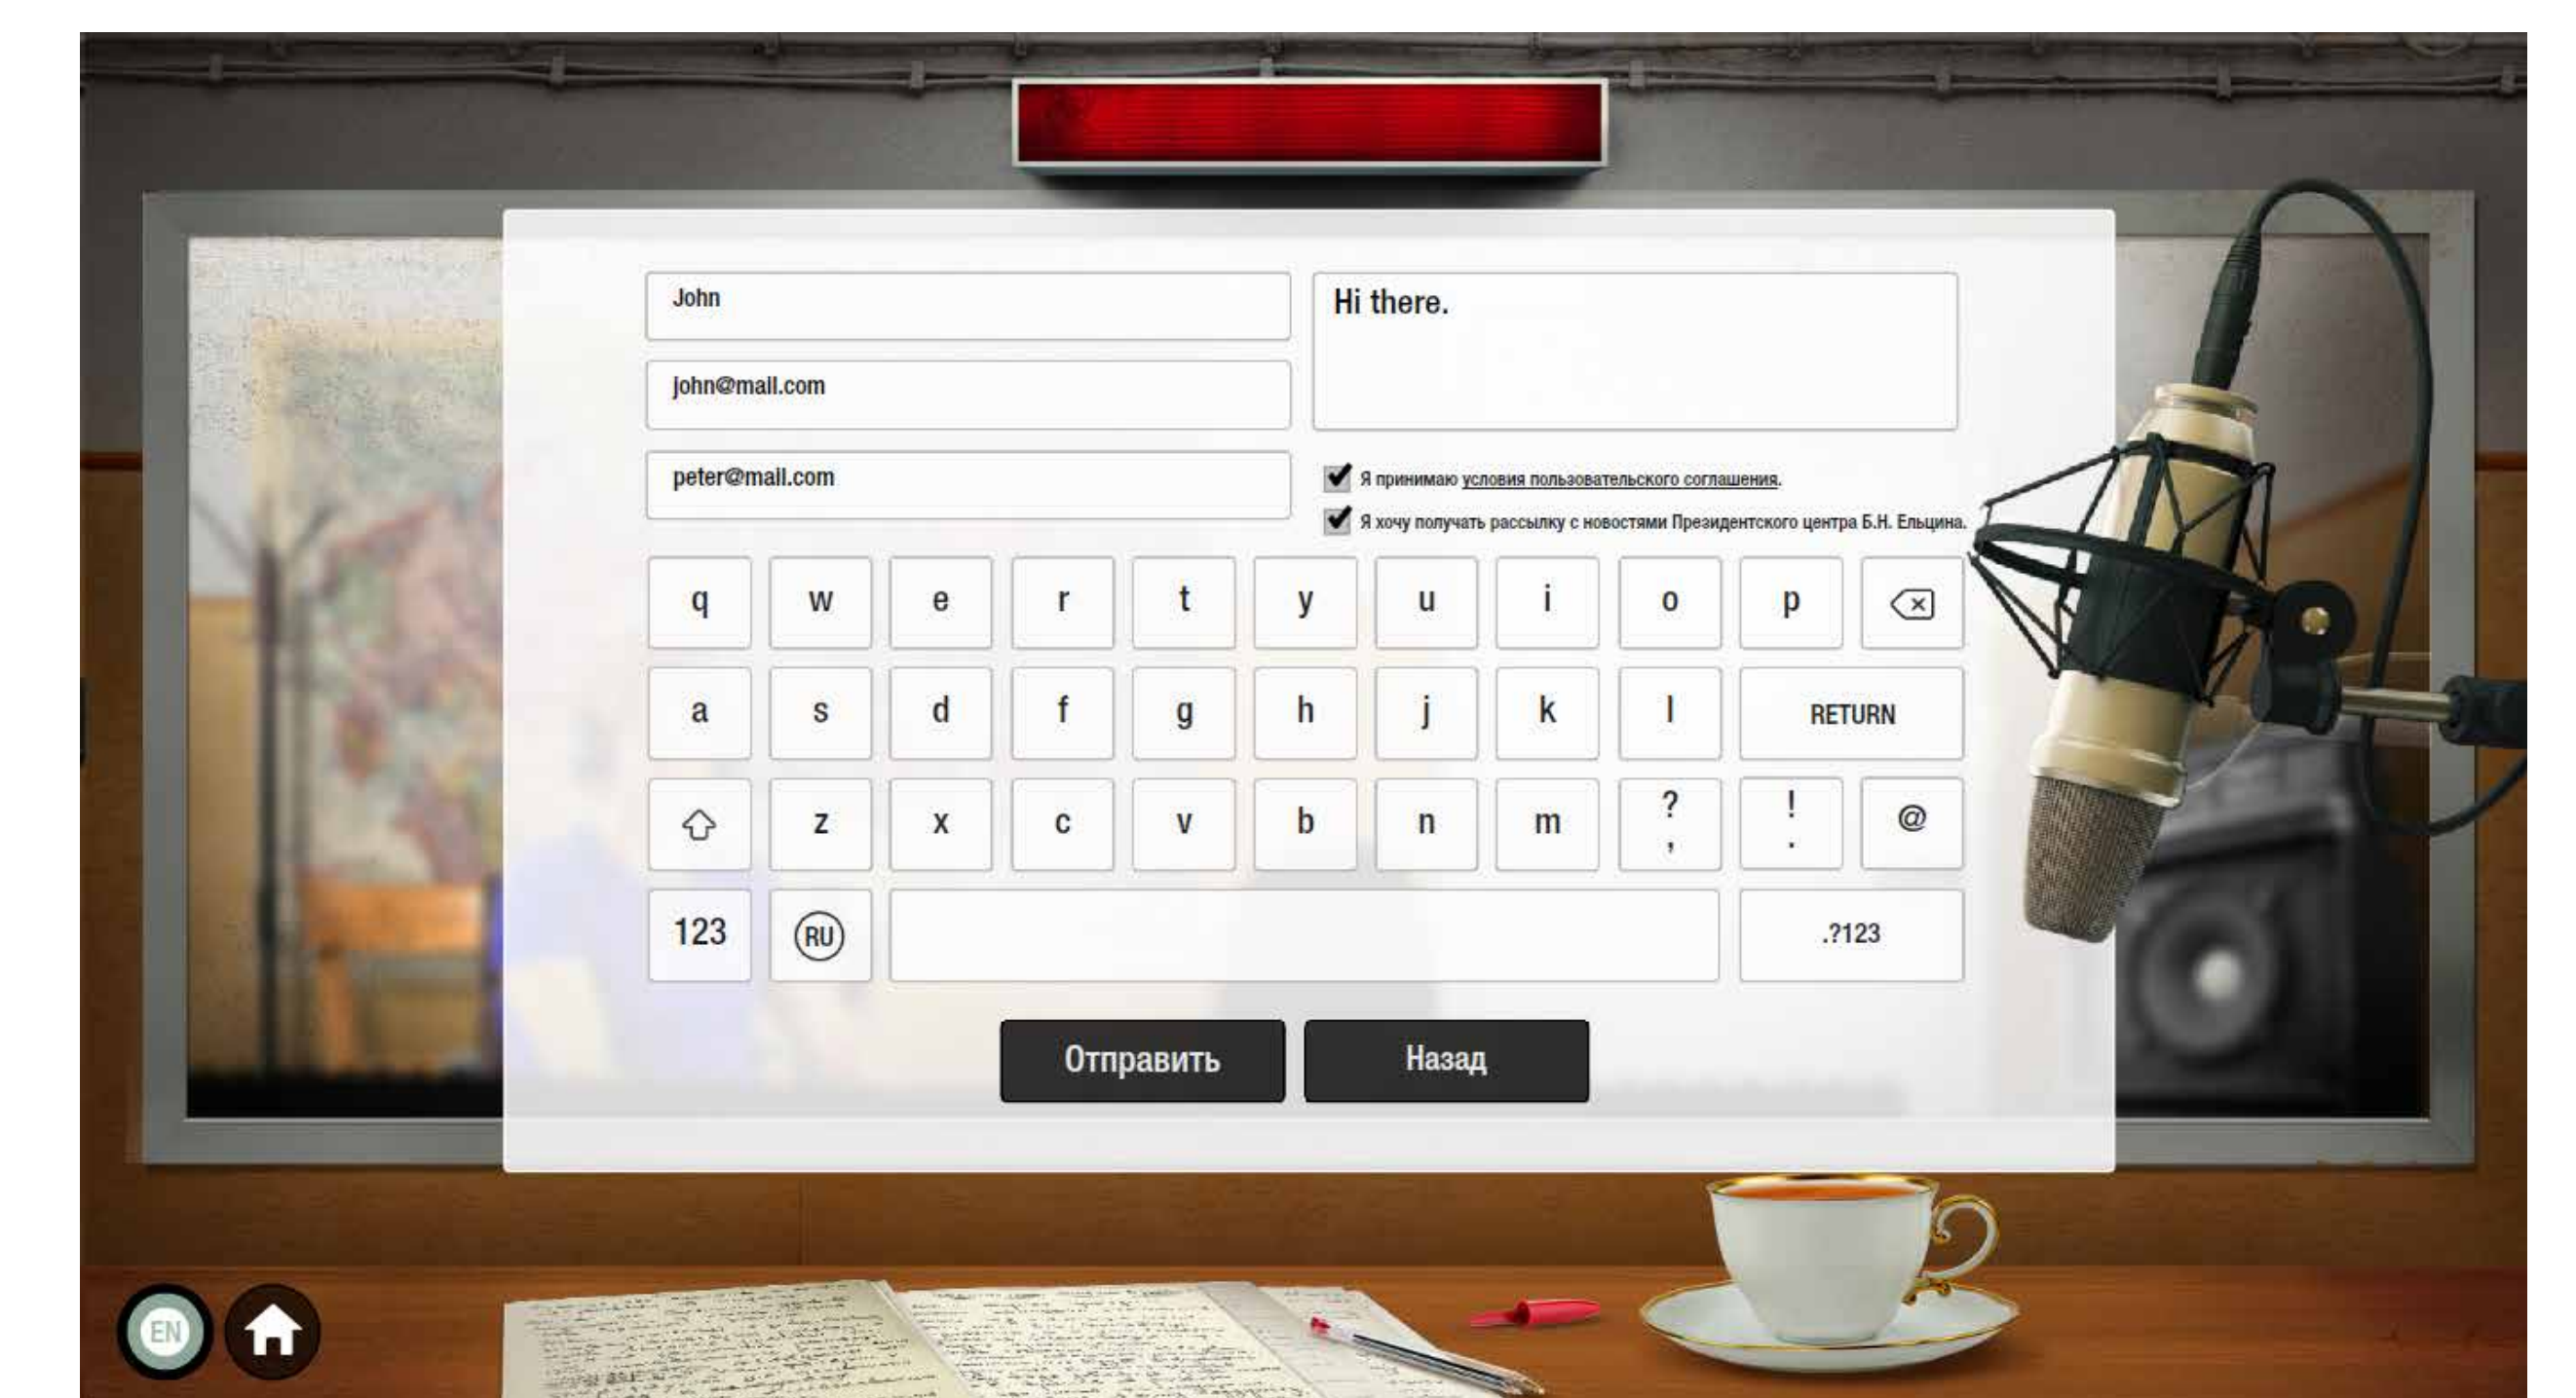 John
john@mail.com
peter@mail.com
Hi there.
Я принимаю условия пользовательского соглашения.
Я хочу получать рассылку с новостями Президентского центра Б.Н. Ельцина.
q w e r t y u i o p
a s d f g h j k l RETURN
z x c v b n m ? , ! . @
123 RU .?123
Отправить Назад
EN